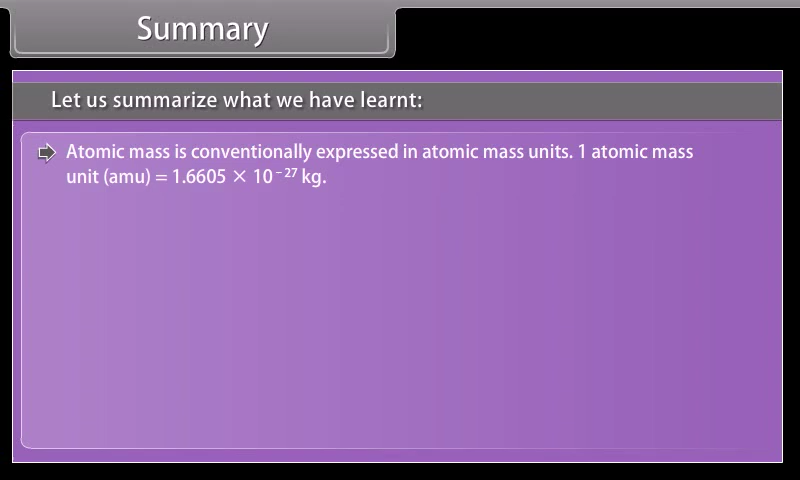 Summary
Let us summarize what we have learnt:
Atomic mass is conventionally expressed in atomic mass units. 1 atomic mass
unit (amu) = 1.6605 × 10⁻²⁷ kg.